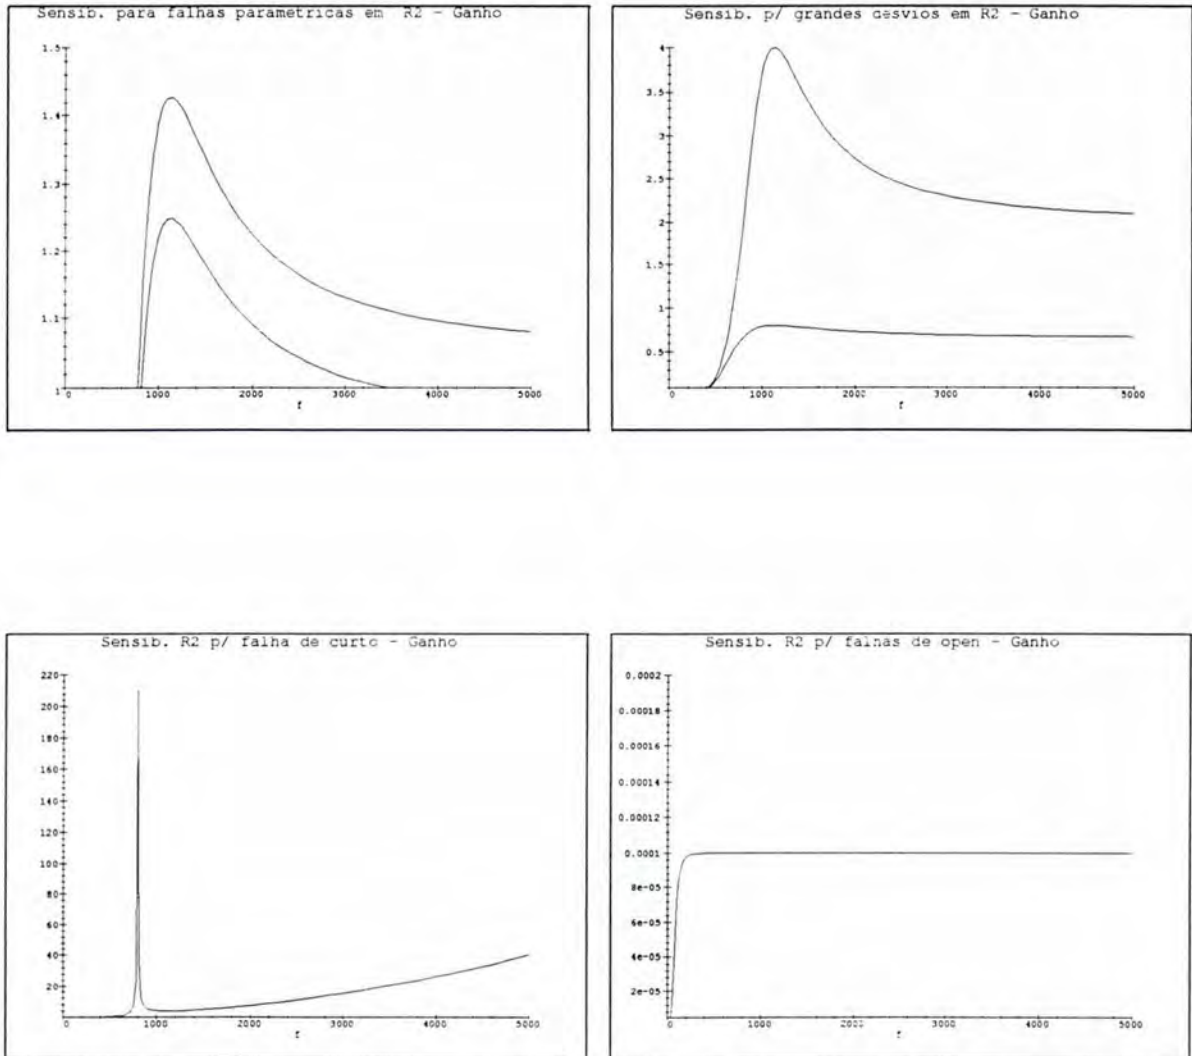 Sensib. para falhas parametricas em R2 - Ganho
1.5
1.4
1.3
1.2
1.1
1
0 1000 2000 3000 4000 5000
f
Sensib. p/ grandes desvios em R2 - Ganho
4
3.5
3
2.5
2
1.5
1
0.5
0 1000 2000 3000 4000 5000
f
Sensib. R2 p/ falha de curto - Ganho
220
200
180
160
140
120
100
80
60
40
20
0 1000 2000 3000 4000 5000
f
Sensib. R2 p/ falhas de open - Ganho
0.0002
0.00018
0.00016
0.00014
0.00012
0.0001
8e-05
6e-05
4e-05
2e-05
0 1000 2000 3000 4000 5000
f